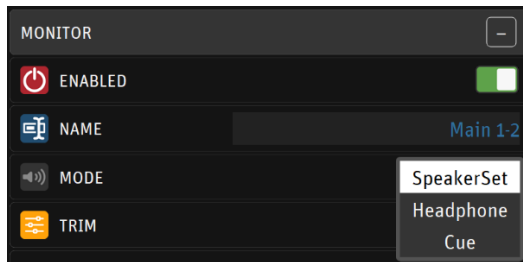 MONITOR
ENABLED
NAME Main 1-2
MODE SpeakerSet
Headphone
TRIM
Cue